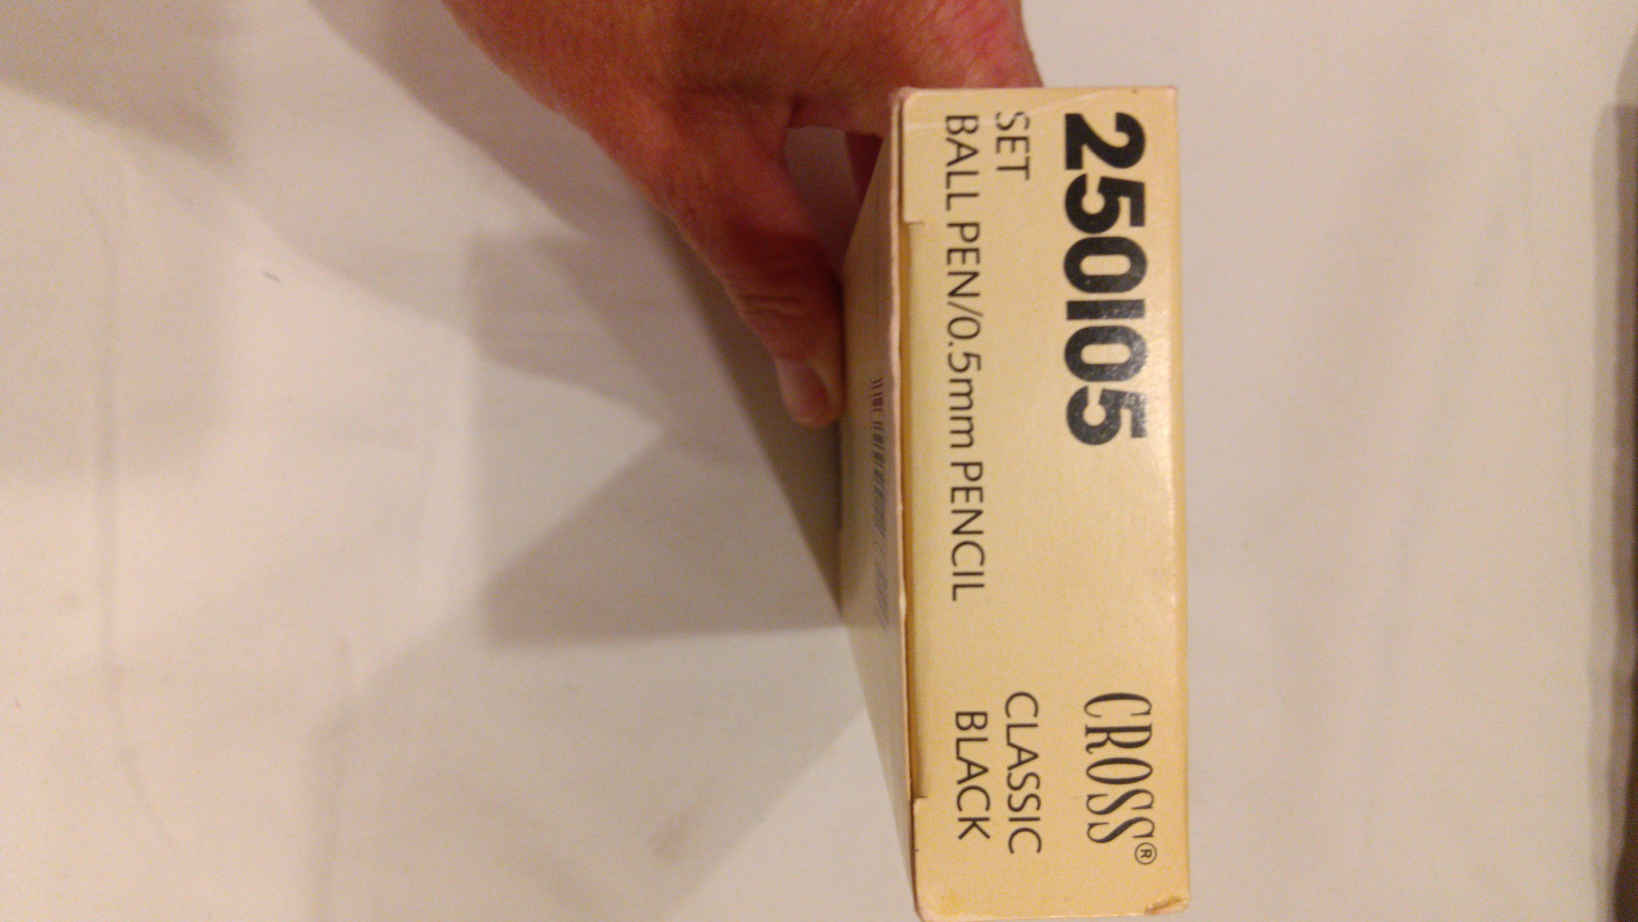 250105
SET
BALL PEN/0.5mm PENCIL
CROSS®
CLASSIC
BLACK